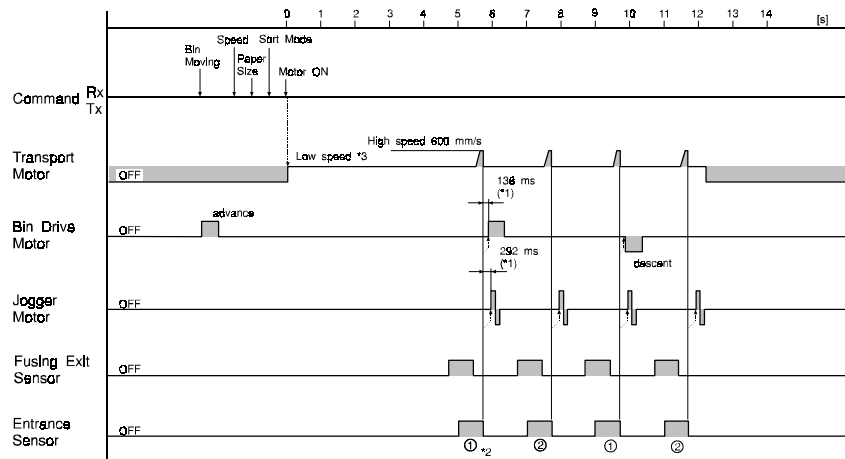 0 1 2 3 4 5 6 7 8 9 10 11 12 13 14 [s]
Speed Sort Mode
Bin Moving
Paper Size
Motor ON
Command Rx Tx
High speed 600 mm/s
Low speed *3
Transport Motor OFF
136 ms (*1)
advance
Bin Drive Motor OFF
292 ms (*1)
descent
Jogger Motor OFF
Fusing Exit Sensor OFF
Entrance Sensor OFF
① *2 ② ① ②